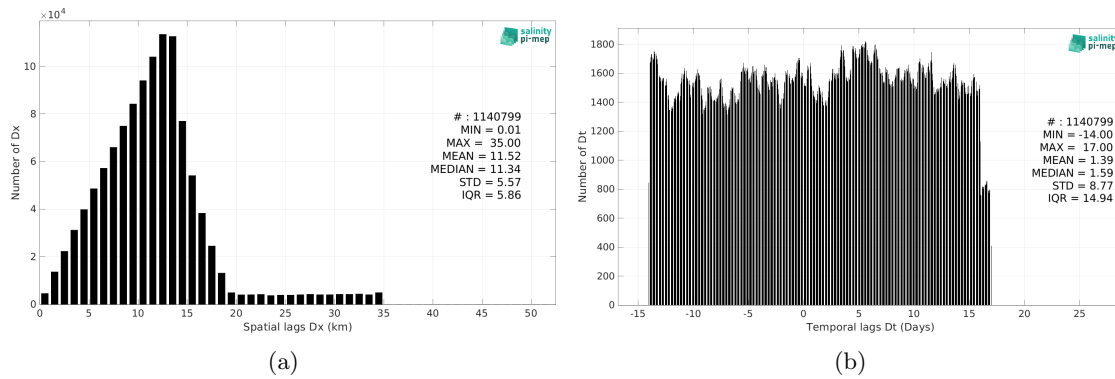 ×10⁴
salinity
pi-mep
10
8
6
4
2
0
Number of Dx
# : 1140799
MIN = 0.01
MAX = 35.00
MEAN = 11.52
MEDIAN = 11.34
STD = 5.57
IQR = 5.86
0 5 10 15 20 25 30 35 40 45 50
Spatial lags Dx (km)
(a)
salinity
pi-mep
1800
1600
1400
1200
1000
800
600
400
200
0
Number of Dt
# : 1140799
MIN = -14.00
MAX = 17.00
MEAN = 1.39
MEDIAN = 1.59
STD = 8.77
IQR = 14.94
-15 -10 -5 0 5 10 15 20 25
Temporal lags Dt (Days)
(b)